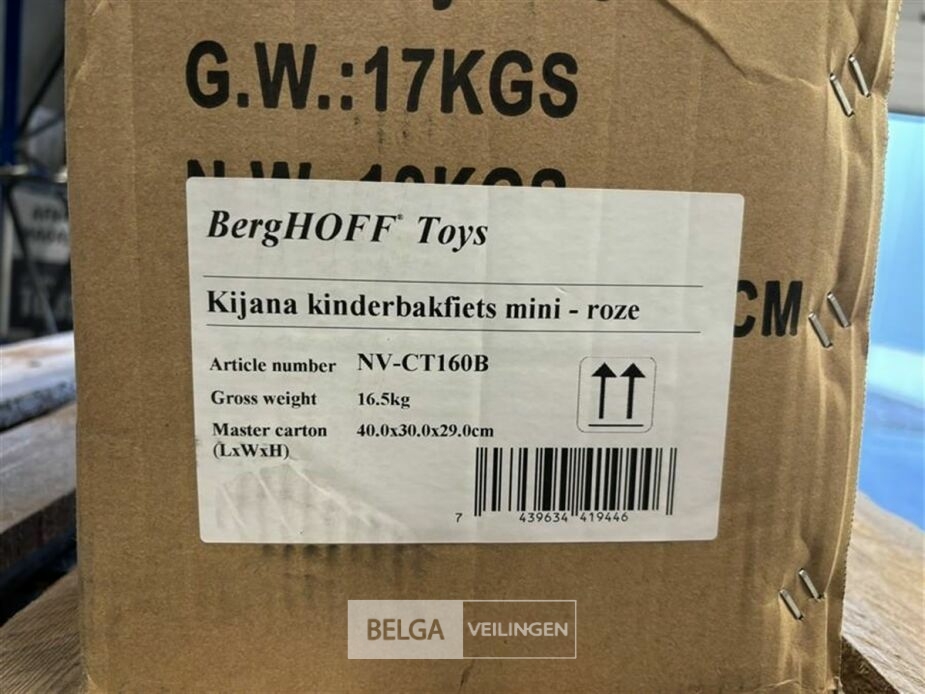 G.W.:17KGS
BergHOFF® Toys
Kijana kinderbakfiets mini - roze
CM
Article number NV-CT160B
Gross weight 16.5kg
Master carton 40.0x30.0x29.0cm
(LxWxH)
7 439634 419446
BELGA VEILINGEN